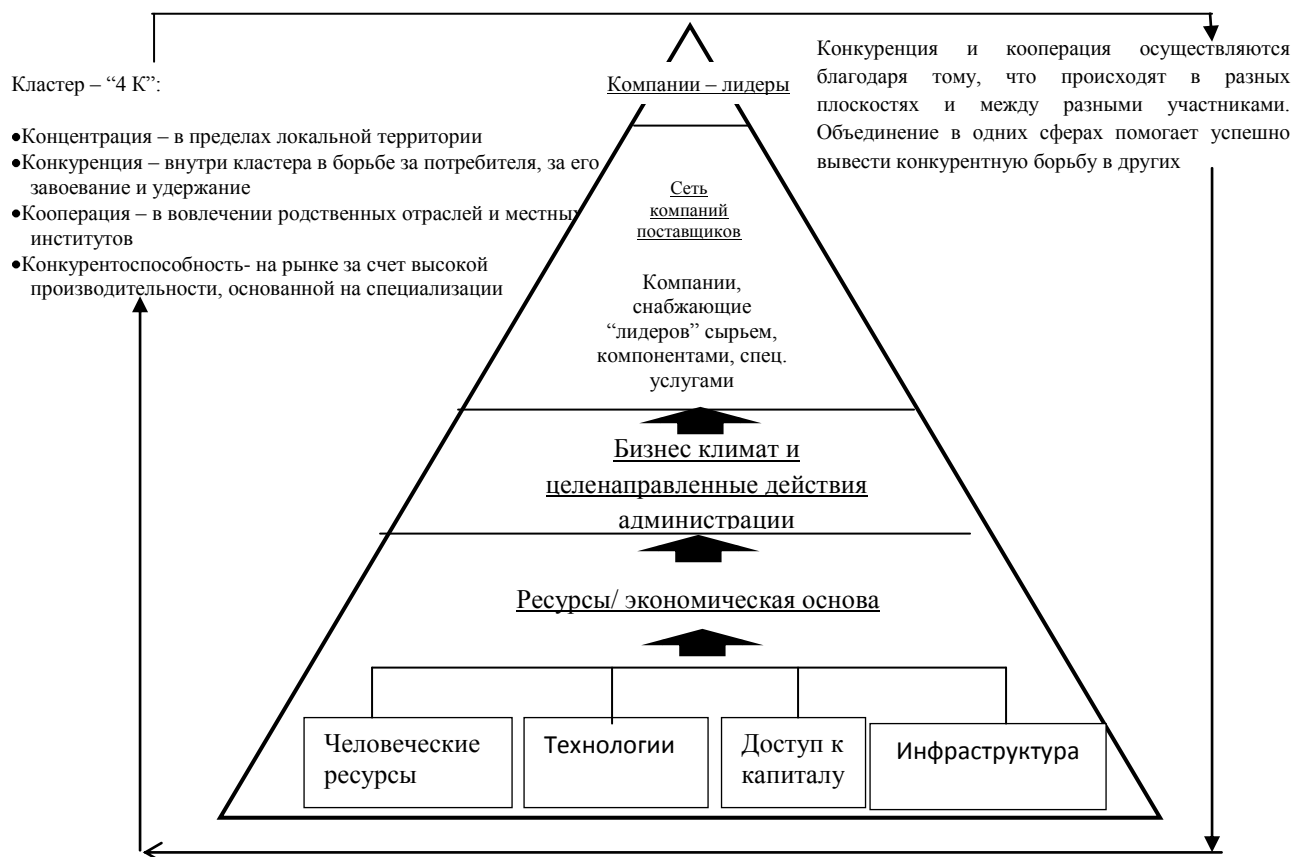 Кластер – “4 К”:
●Концентрация – в пределах локальной территории
●Конкуренция – внутри кластера в борьбе за потребителя, за его
завоевание и удержание
●Кооперация – в вовлечении родственных отраслей и местных
институтов
●Конкурентоспособность- на рынке за счет высокой
производительности, основанной на специализации
Компании – лидеры
Конкуренция и кооперация осуществляются
благодаря тому, что происходят в разных
плоскостях и между разными участниками.
Объединение в одних сферах помогает успешно
вывести конкурентную борьбу в других
Сеть
компаний
поставщиков
Компании,
снабжающие
“лидеров” сырьем,
компонентами, спец.
услугами
Бизнес климат и
целенаправленные действия
администрации
Ресурсы/ экономическая основа
Человеческие
ресурсы
Технологии
Доступ к
капиталу
Инфраструктура